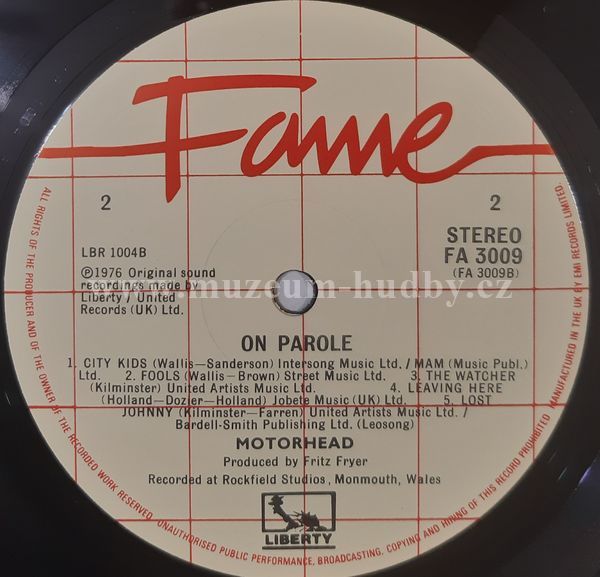 Fame
2
2
LBR 1004B
STEREO
FA 3009
(FA 3009B)
℗1976 Original sound
recordings made by
Liberty / United
Records (UK) Ltd.
www.muzeum-hudby.cz
ON PAROLE
1. CITY KIDS (Wallis—Sanderson) Intersong Music Ltd. / MAM (Music Publ.)
Ltd. 2. FOOLS (Wallis—Brown) Street Music Ltd. 3. THE WATCHER
(Kilminster) United Artists Music Ltd. 4. LEAVING HERE
(Holland—Dozier—Holland) Jobete Music (UK) Ltd. 5. LOST
JOHNNY (Kilminster—Farren) United Artists Music Ltd. /
Bardell-Smith Publishing Ltd. (Leosong)
MOTORHEAD
Produced by Fritz Fryer
Recorded at Rockfield Studios, Monmouth, Wales
LIBERTY
ALL RIGHTS OF THE PRODUCER AND OF THE OWNER OF THE RECORDED WORK RESERVED. UNAUTHORISED PUBLIC PERFORMANCE, BROADCASTING, COPYING AND HIRING OF THIS RECORD PROHIBITED. MANUFACTURED IN THE UK BY EMI RECORDS LIMITED.